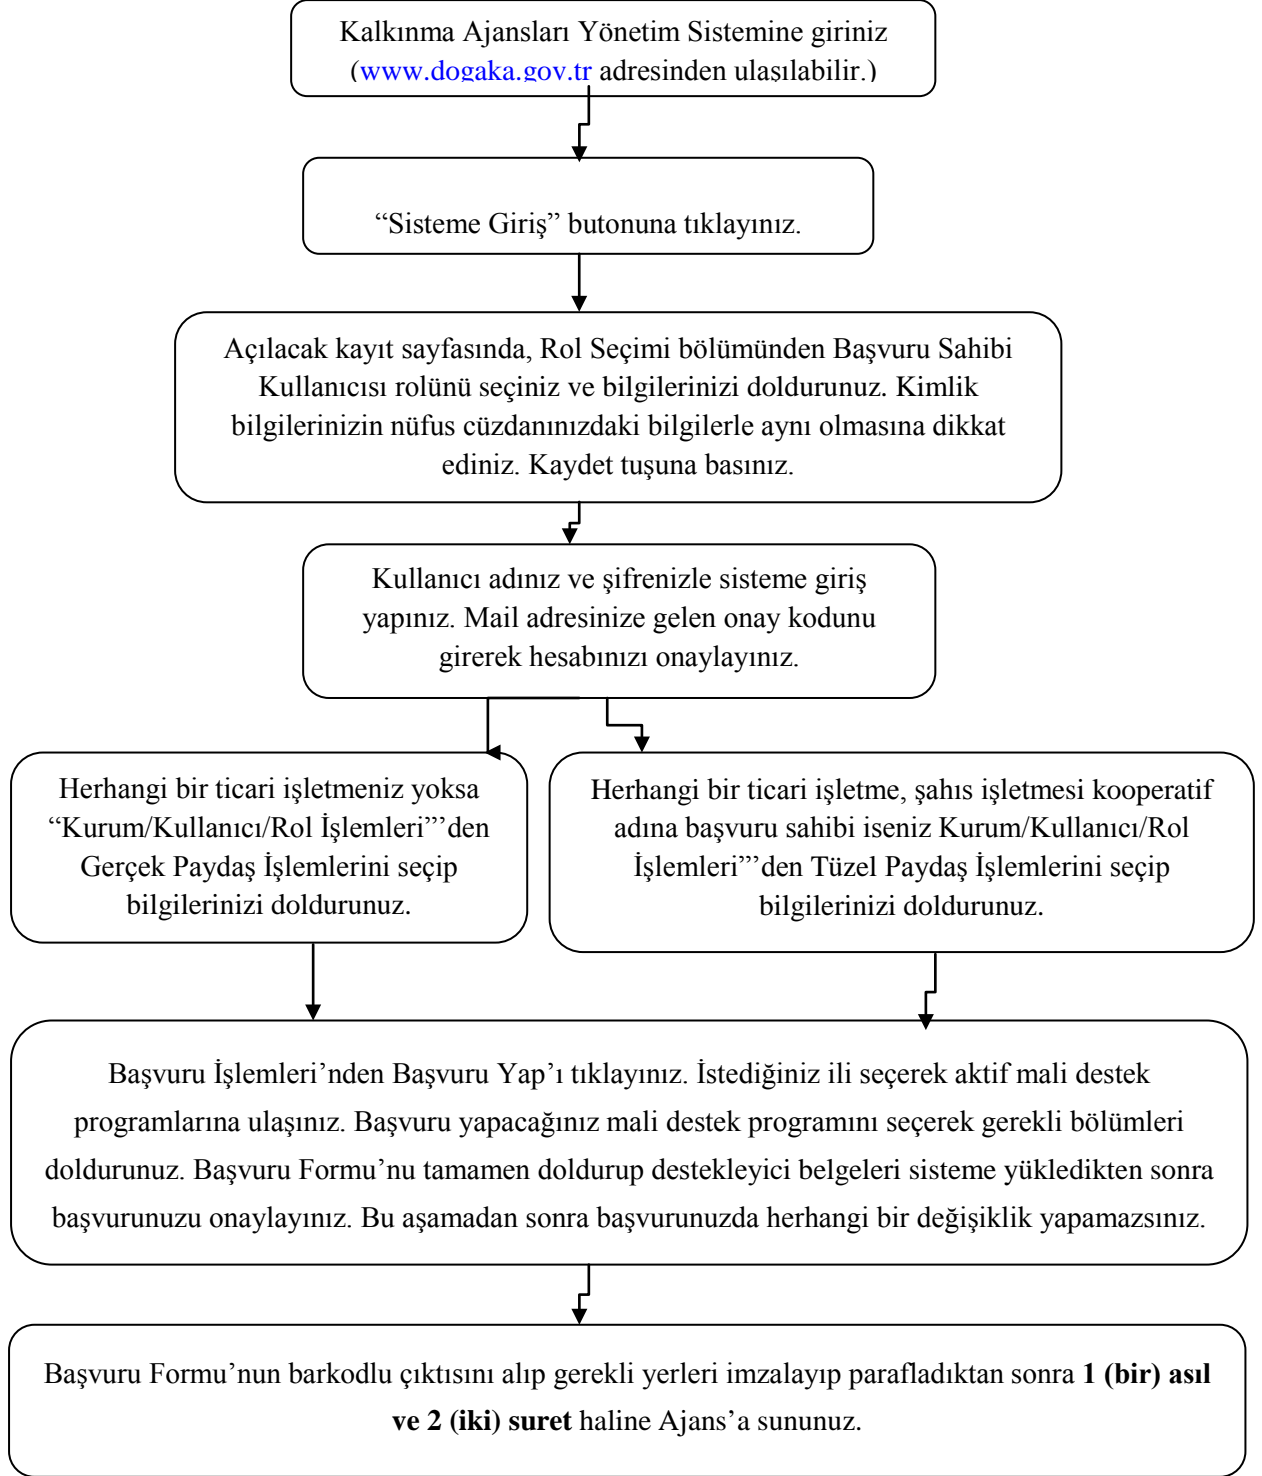 Kalkınma Ajansları Yönetim Sistemine giriniz
(www.dogaka.gov.tr adresinden ulaşılabilir.)
“Sisteme Giriş” butonuna tıklayınız.
Açılacak kayıt sayfasında, Rol Seçimi bölümünden Başvuru Sahibi
Kullanıcısı rolünü seçiniz ve bilgilerinizi doldurunuz. Kimlik
bilgilerinizin nüfus cüzdanınızdaki bilgilerle aynı olmasına dikkat
ediniz. Kaydet tuşuna basınız.
Kullanıcı adınız ve şifrenizle sisteme giriş
yapınız. Mail adresinize gelen onay kodunu
girerek hesabınızı onaylayınız.
Herhangi bir ticari işletmeniz yoksa
“Kurum/Kullanıcı/Rol İşlemleri”’den
Gerçek Paydaş İşlemlerini seçip
bilgilerinizi doldurunuz.
Herhangi bir ticari işletme, şahıs işletmesi kooperatif
adına başvuru sahibi iseniz Kurum/Kullanıcı/Rol
İşlemleri”’den Tüzel Paydaş İşlemlerini seçip
bilgilerinizi doldurunuz.
Başvuru İşlemleri’nden Başvuru Yap’ı tıklayınız. İstediğiniz ili seçerek aktif mali destek
programlarına ulaşınız. Başvuru yapacağınız mali destek programını seçerek gerekli bölümleri
doldurunuz. Başvuru Formu’nu tamamen doldurup destekleyici belgeleri sisteme yükledikten sonra
başvurunuzu onaylayınız. Bu aşamadan sonra başvurunuzda herhangi bir değişiklik yapamazsınız.
Başvuru Formu’nun barkodlu çıktısını alıp gerekli yerleri imzalayıp parafladıktan sonra 1 (bir) asıl
ve 2 (iki) suret haline Ajans’a sununuz.